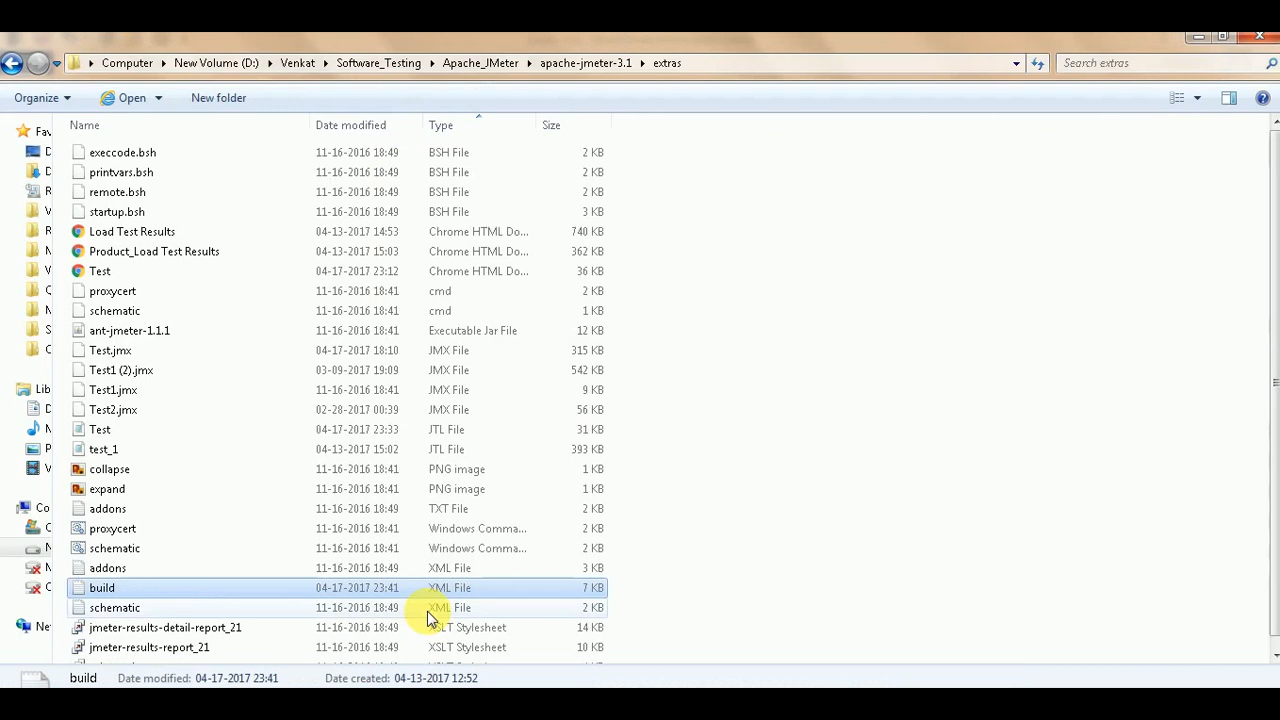 Computer New Volume (D:) Venkat Software_Testing Apache_JMeter apache-jmeter-3.1 extras Search extras
Organize Open New folder
Name Date modified Type Size
Fav
execcode.bsh 11-16-2016 18:49 BSH File 2 KB
D
printvars.bsh 11-16-2016 18:49 BSH File 2 KB
D
remote.bsh 11-16-2016 18:49 BSH File 2 KB
R
startup.bsh 11-16-2016 18:49 BSH File 3 KB
V
Load Test Results 04-13-2017 14:53 Chrome HTML Do... 740 KB
R
Product_Load Test Results 04-13-2017 15:03 Chrome HTML Do... 362 KB
Test 04-17-2017 23:12 Chrome HTML Do... 36 KB
V
proxycert 11-16-2016 18:41 cmd 2 KB
schematic 11-16-2016 18:41 cmd 1 KB
ant-jmeter-1.1.1 11-16-2016 18:41 Executable Jar File 12 KB
S
Test.jmx 04-17-2017 18:10 JMX File 315 KB
Test1 (2).jmx 03-09-2017 19:09 JMX File 542 KB
Test1.jmx 11-16-2016 18:41 JMX File 9 KB
Lib
Test2.jmx 02-28-2017 00:39 JMX File 56 KB
D
Test 04-17-2017 23:33 JTL File 31 KB
test_1 04-13-2017 15:02 JTL File 393 KB
P
collapse 11-16-2016 18:41 PNG image 1 KB
V
expand 11-16-2016 18:41 PNG image 1 KB
addons 11-16-2016 18:49 TXT File 2 KB
Co
proxycert 11-16-2016 18:41 Windows Comma... 2 KB
schematic 11-16-2016 18:41 Windows Comma... 2 KB
addons 11-16-2016 18:49 XML File 3 KB
build 04-17-2017 23:41 XML File 7 KB
schematic 11-16-2016 18:49 XML File 2 KB
Net
jmeter-results-detail-report_21 11-16-2016 18:49 XSLT Stylesheet 14 KB
jmeter-results-report_21 11-16-2016 18:49 XSLT Stylesheet 10 KB
build Date modified: 04-17-2017 23:41 Date created: 04-13-2017 12:52